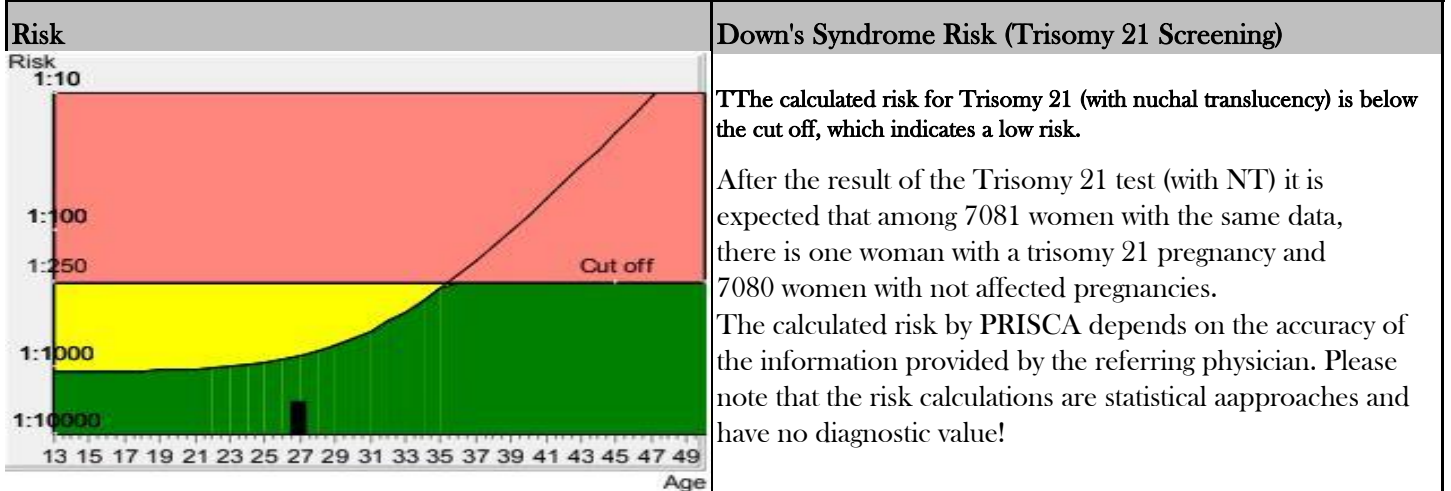 Risk
Down's Syndrome Risk (Trisomy 21 Screening)
Risk
1:10
1:100
1:250
Cut off
1:1000
1:10000
13 15 17 19 21 23 25 27 29 31 33 35 37 39 41 43 45 47 49
Age
TThe calculated risk for Trisomy 21 (with nuchal translucency) is below
the cut off, which indicates a low risk.
After the result of the Trisomy 21 test (with NT) it is
expected that among 7081 women with the same data,
there is one woman with a trisomy 21 pregnancy and
7080 women with not affected pregnancies.
The calculated risk by PRISCA depends on the accuracy of
the information provided by the referring physician. Please
note that the risk calculations are statistical aapproaches and
have no diagnostic value!